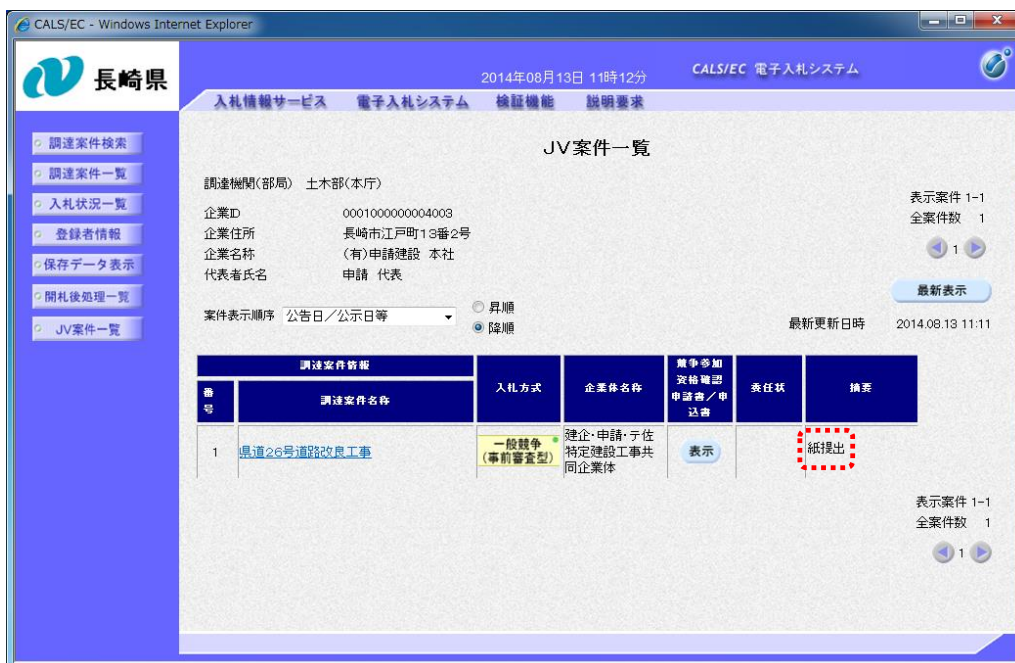 CALS/EC - Windows Internet Explorer
長崎県
2014年08月13日 11時12分
CALS/EC 電子入札システム
入札情報サービス 電子入札システム 検証機能 説明要求
調達案件検索
調達案件一覧
入札状況一覧
登録者情報
保存データ表示
開札後処理一覧
JV案件一覧
JV案件一覧
調達機関(部局) 土木部(本庁)
企業ID 0001000000004003
企業住所 長崎市江戸町13番2号
企業名称 (有)申請建設 本社
代表者氏名 申請 代表
表示案件 1-1
全案件数 1
1
最新表示
案件表示順序 公告日/公示日等
昇順
降順
最新更新日時 2014.08.13 11:11
調達案件情報
番号
調達案件名称
入札方式
企業体名称
競争参加
資格確認
申請書/申
込書
委任状
摘要
1 県道26号道路改良工事
一般競争
(事前審査型)
建企・申請・テ佐
特定建設工事共
同企業体
表示
紙提出
表示案件 1-1
全案件数 1
1